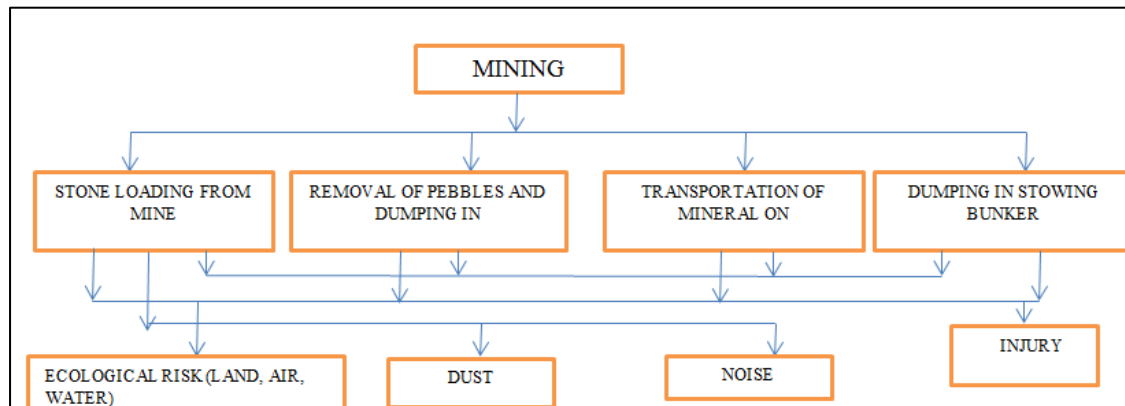 MINING
STONE LOADING FROM
MINE
REMOVAL OF PEBBLES AND
DUMPING IN
TRANSPORTATION OF
MINERAL ON
DUMPING IN STOWING
BUNKER
ECOLOGICAL RISK (LAND, AIR,
WATER)
DUST
NOISE
INJURY